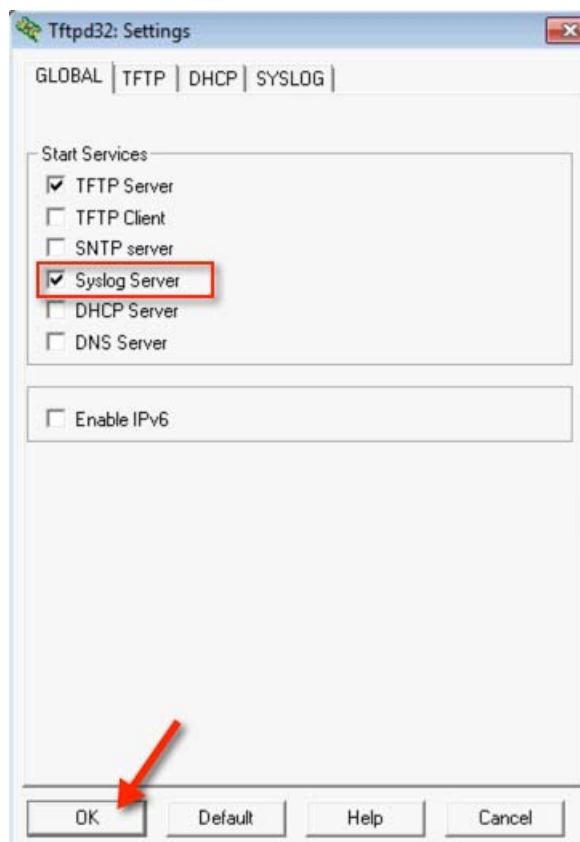 Tftpd32: Settings
GLOBAL TFTP DHCP SYSLOG
Start Services
TFTP Server
TFTP Client
SNTP server
Syslog Server
DHCP Server
DNS Server
Enable IPv6
OK Default Help Cancel